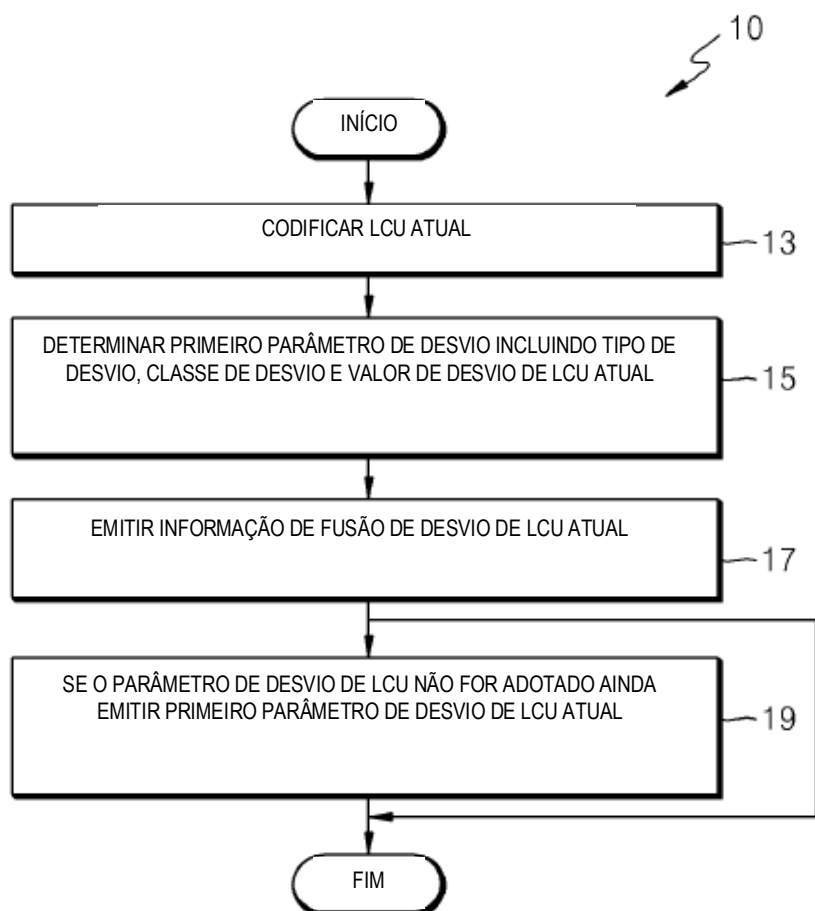 10
INÍCIO
CODIFICAR LCU ATUAL
13
DETERMINAR PRIMEIRO PARÂMETRO DE DESVIO INCLUINDO TIPO DE
DESVIO, CLASSE DE DESVIO E VALOR DE DESVIO DE LCU ATUAL
15
EMITIR INFORMAÇÃO DE FUSÃO DE DESVIO DE LCU ATUAL
17
SE O PARÂMETRO DE DESVIO DE LCU NÃO FOR ADOTADO AINDA
EMITIR PRIMEIRO PARÂMETRO DE DESVIO DE LCU ATUAL
19
FIM